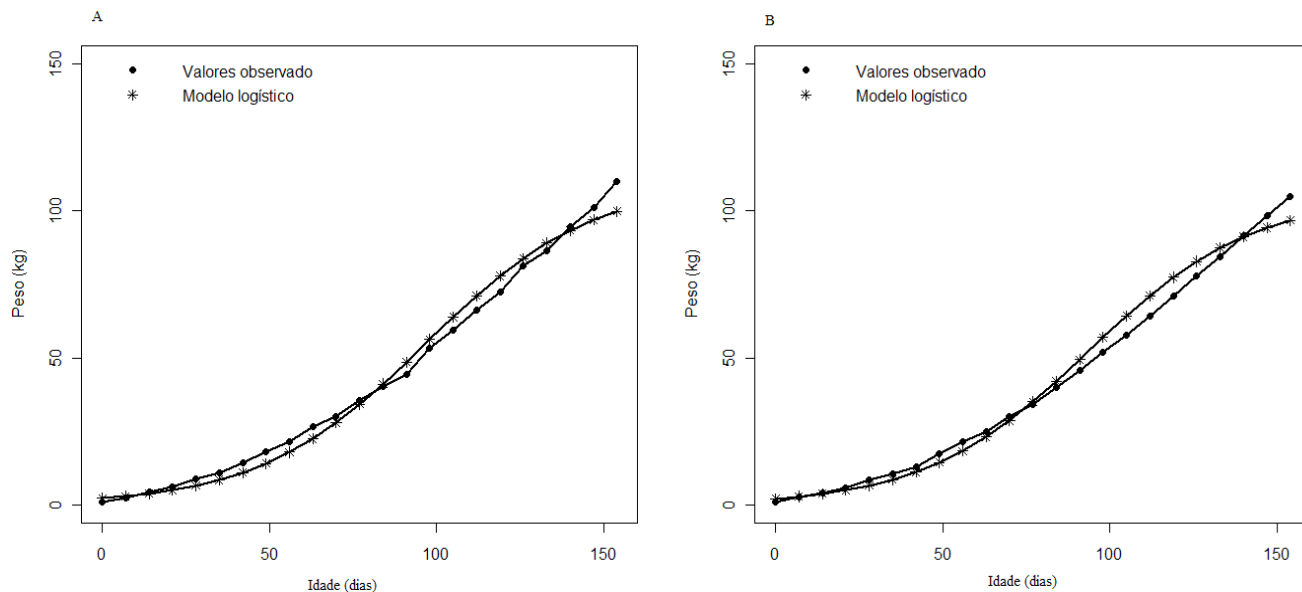 A
Valores observado
Modelo logístico
150
100
50
0
Peso (kg)
0 50 100 150
Idade (dias)
B
Valores observado
Modelo logístico
150
100
50
0
Peso (kg)
0 50 100 150
Idade (dias)